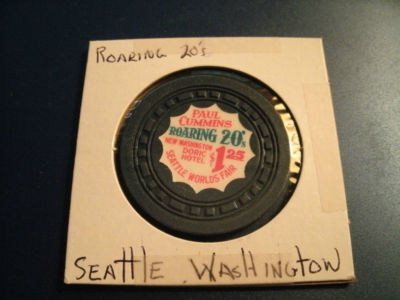 ROARING 20's
PAUL
CUMMINS
ROARING 20's
NEW WASHINGTON
DORIC
HOTEL $1.25
SEATTLE WORLDS FAIR
SEATTLE WASHINGTON